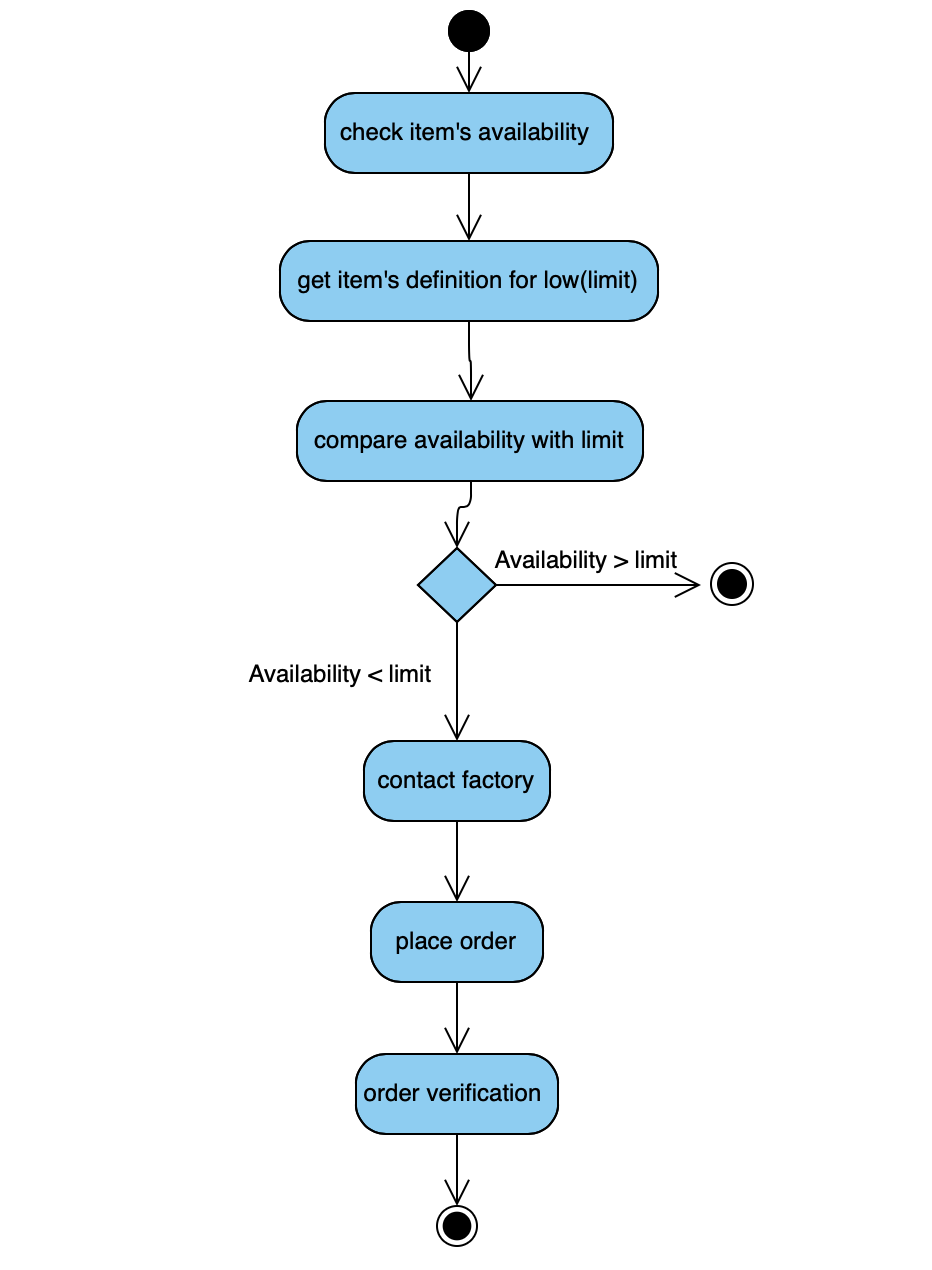 check item's availability
get item's definition for low(limit)
compare availability with limit
Availability > limit
Availability < limit
contact factory
place order
order verification